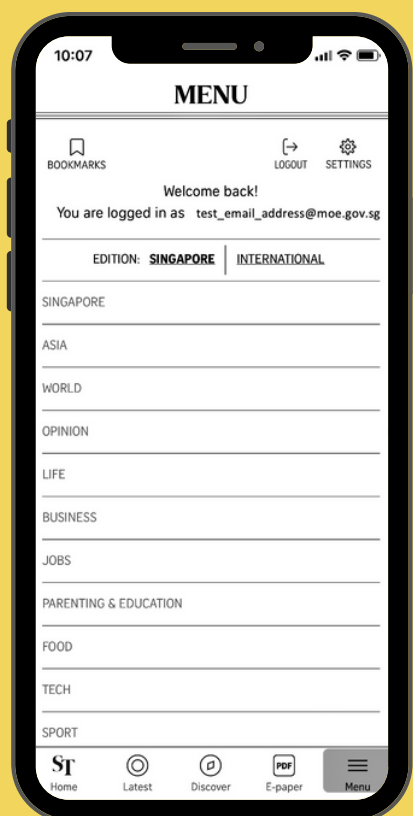 10:07
MENU
BOOKMARKS
LOGOUT SETTINGS
Welcome back!
You are logged in as test_email_address@moe.gov.sg
EDITION: SINGAPORE INTERNATIONAL
SINGAPORE
ASIA
WORLD
OPINION
LIFE
BUSINESS
JOBS
PARENTING & EDUCATION
FOOD
TECH
SPORT
ST PDF
Home Latest Discover E-paper Menu